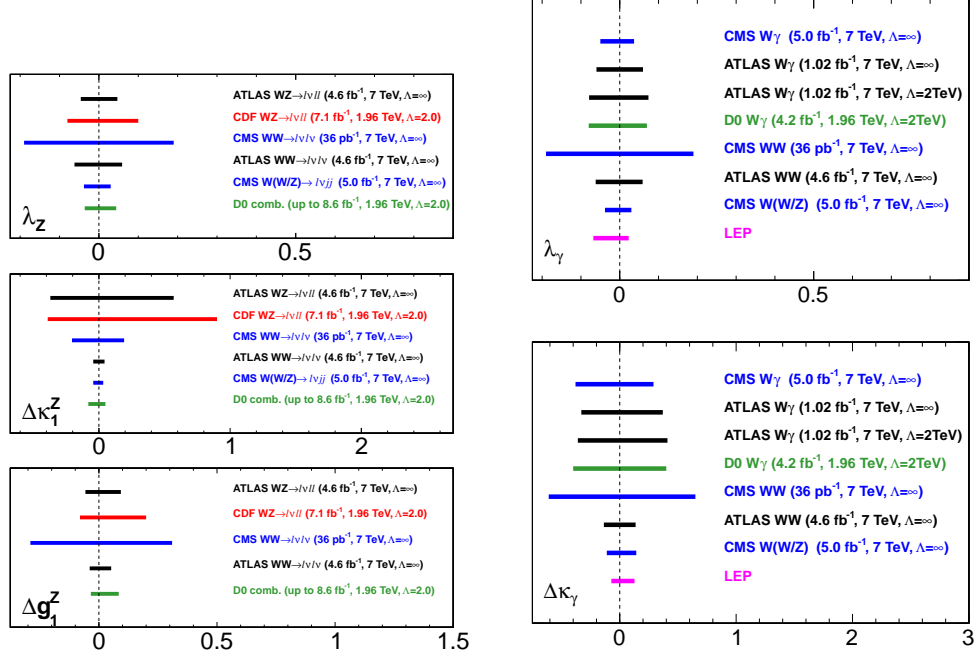 ATLAS WZ→lνll (4.6 fb⁻¹, 7 TeV, Λ=∞)
CDF WZ→lνll (7.1 fb⁻¹, 1.96 TeV, Λ=2.0)
CMS WW→lνlν (36 pb⁻¹, 7 TeV, Λ=∞)
ATLAS WW→lνlν (4.6 fb⁻¹, 7 TeV, Λ=∞)
CMS W(W/Z)→ lνjj (5.0 fb⁻¹, 7 TeV, Λ=∞)
D0 comb. (up to 8.6 fb⁻¹, 1.96 TeV, Λ=2.0)
λ_Z
0 0.5
ATLAS WZ→lνll (4.6 fb⁻¹, 7 TeV, Λ=∞)
CDF WZ→lνll (7.1 fb⁻¹, 1.96 TeV, Λ=2.0)
CMS WW→lνlν (36 pb⁻¹, 7 TeV, Λ=∞)
ATLAS WW→lνlν (4.6 fb⁻¹, 7 TeV, Λ=∞)
CMS W(W/Z)→lνjj (5.0 fb⁻¹, 7 TeV, Λ=∞)
D0 comb. (up to 8.6 fb⁻¹, 1.96 TeV, Λ=2.0)
Δκ₁ᶻ
0 1 2
ATLAS WZ→lνll (4.6 fb⁻¹, 7 TeV, Λ=∞)
CDF WZ→lνll (7.1 fb⁻¹, 1.96 TeV, Λ=2.0)
CMS WW→lνlν (36 pb⁻¹, 7 TeV, Λ=∞)
ATLAS WW→lνlν (4.6 fb⁻¹, 7 TeV, Λ=∞)
D0 comb. (up to 8.6 fb⁻¹, 1.96 TeV, Λ=2.0)
Δg₁ᶻ
0 0.5 1 1.5
CMS Wγ (5.0 fb⁻¹, 7 TeV, Λ=∞)
ATLAS Wγ (1.02 fb⁻¹, 7 TeV, Λ=∞)
ATLAS Wγ (1.02 fb⁻¹, 7 TeV, Λ=2TeV)
D0 Wγ (4.2 fb⁻¹, 1.96 TeV, Λ=2TeV)
CMS WW (36 pb⁻¹, 7 TeV, Λ=∞)
ATLAS WW (4.6 fb⁻¹, 7 TeV, Λ=∞)
CMS W(W/Z) (5.0 fb⁻¹, 7 TeV, Λ=∞)
LEP
λᵧ
0 0.5
CMS Wγ (5.0 fb⁻¹, 7 TeV, Λ=∞)
ATLAS Wγ (1.02 fb⁻¹, 7 TeV, Λ=∞)
ATLAS Wγ (1.02 fb⁻¹, 7 TeV, Λ=2TeV)
D0 Wγ (4.2 fb⁻¹, 1.96 TeV, Λ=2TeV)
CMS WW (36 pb⁻¹, 7 TeV, Λ=∞)
ATLAS WW (4.6 fb⁻¹, 7 TeV, Λ=∞)
CMS W(W/Z) (5.0 fb⁻¹, 7 TeV, Λ=∞)
LEP
Δκᵧ
0 1 2 3